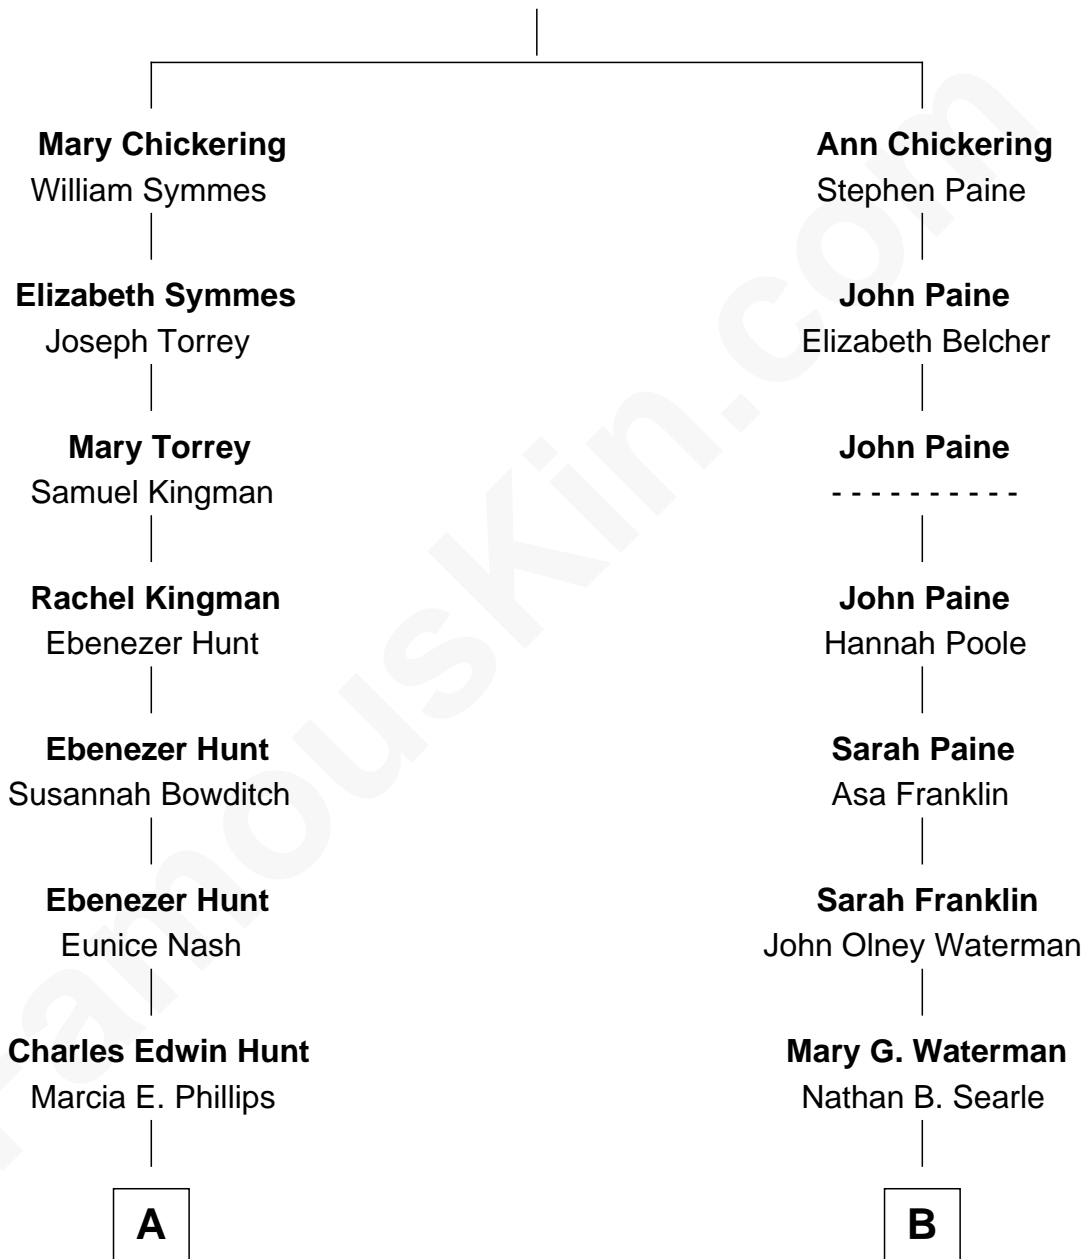 Mary Chickering
William Symmes
Elizabeth Symmes
Joseph Torrey
Mary Torrey
Samuel Kingman
Rachel Kingman
Ebenezer Hunt
Ebenezer Hunt
Susannah Bowditch
Ebenezer Hunt
Eunice Nash
Charles Edwin Hunt
Marcia E. Phillips
A
Ann Chickering
Stephen Paine
John Paine
Elizabeth Belcher
John Paine
- - - - - - - - - -
John Paine
Hannah Poole
Sarah Paine
Asa Franklin
Sarah Franklin
John Olney Waterman
Mary G. Waterman
Nathan B. Searle
B
FamousKin.com